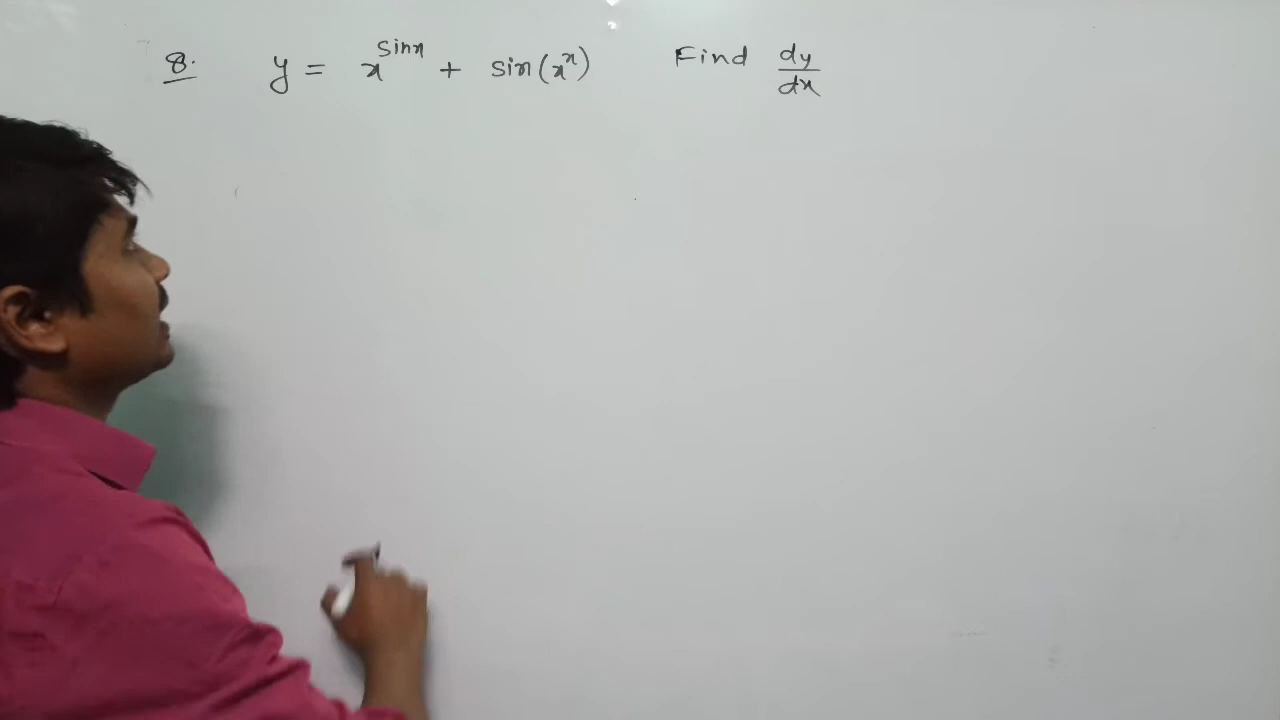 8. y = x^sinx + sin(x^x) Find dy/dx